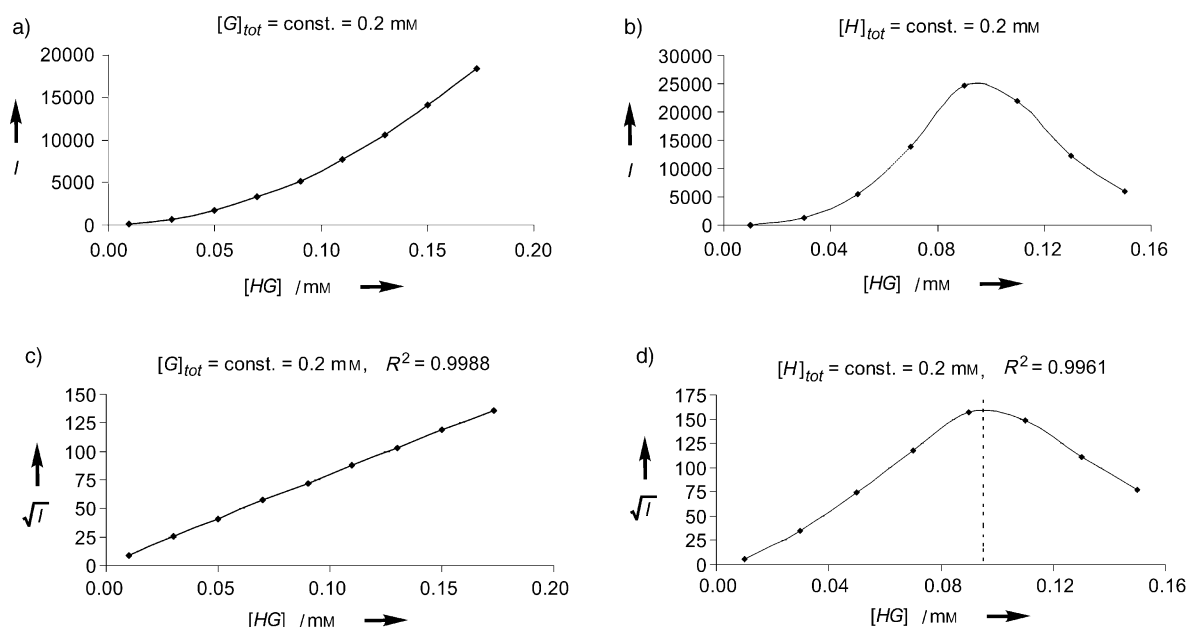 a)
[G]tot = const. = 0.2 mM
20000
15000
10000
5000
0
I
0.00 0.05 0.10 0.15 0.20
[HG] /mM
b)
[H]tot = const. = 0.2 mM
30000
25000
20000
15000
10000
5000
0
I
0.00 0.04 0.08 0.12 0.16
[HG] /mM
c)
[G]tot = const. = 0.2 mM, R² = 0.9988
150
125
100
75
50
25
0
√I
0.00 0.05 0.10 0.15 0.20
[HG] /mM
d)
[H]tot = const. = 0.2 mM, R² = 0.9961
175
150
125
100
75
50
25
0
√I
0.00 0.04 0.08 0.12 0.16
[HG] /mM